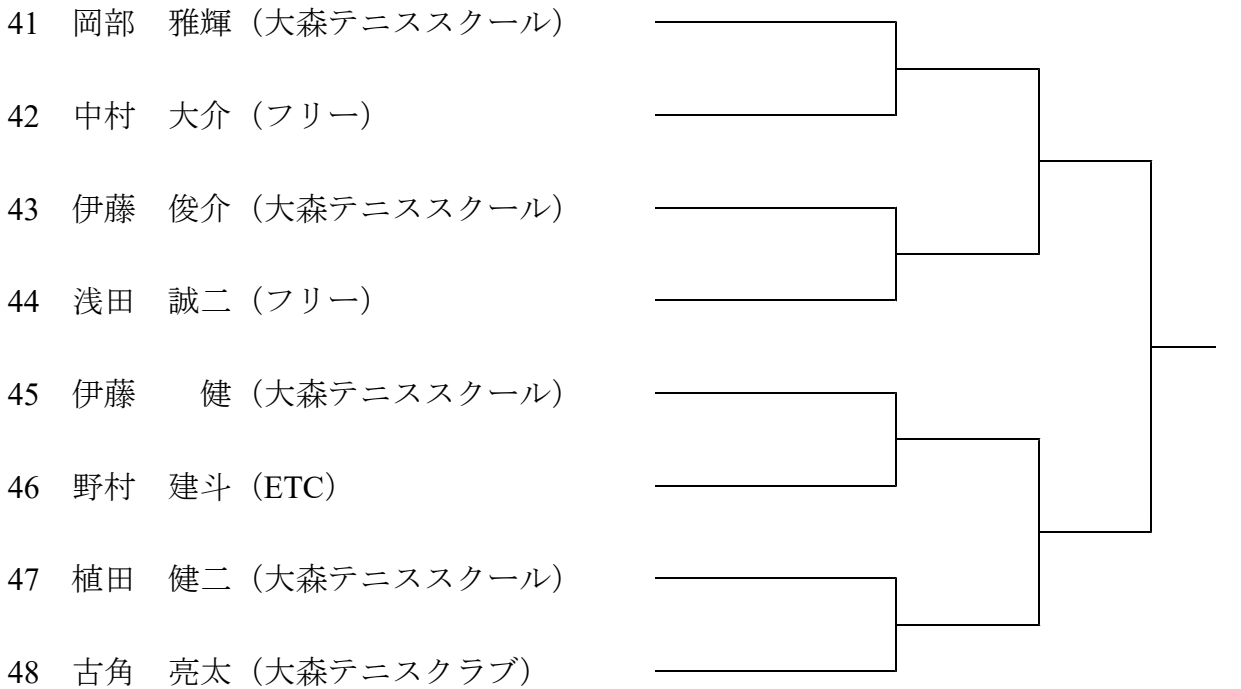 41 岡部 雅輝（大森テニススクール）
42 中村 大介（フリー）
43 伊藤 俊介（大森テニススクール）
44 浅田 誠二（フリー）
45 伊藤 健（大森テニススクール）
46 野村 建斗（ETC）
47 植田 健二（大森テニススクール）
48 古角 亮太（大森テニスクラブ）